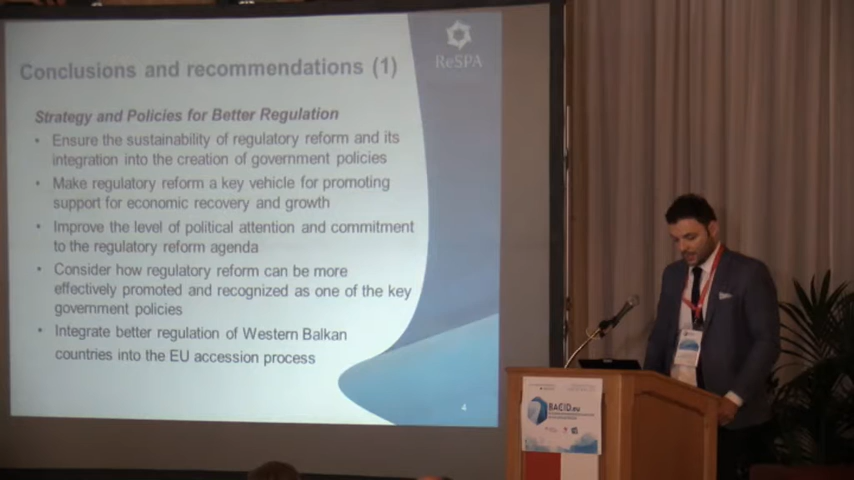 Conclusions and recommendations (1)
ReSPA
Strategy and Policies for Better Regulation
• Ensure the sustainability of regulatory reform and its
integration into the creation of government policies
• Make regulatory reform a key vehicle for promoting
support for economic recovery and growth
• Improve the level of political attention and commitment
to the regulatory reform agenda
• Consider how regulatory reform can be more
effectively promoted and recognized as one of the key
government policies
• Integrate better regulation of Western Balkan
countries into the EU accession process
4
BACID.eu